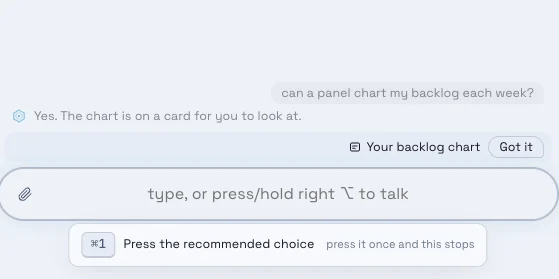 can a panel chart my backlog each week?
Yes. The chart is on a card for you to look at.
Your backlog chart Got it
type, or press/hold right ⌥ to talk
⌘1 Press the recommended choice press it once and this stops